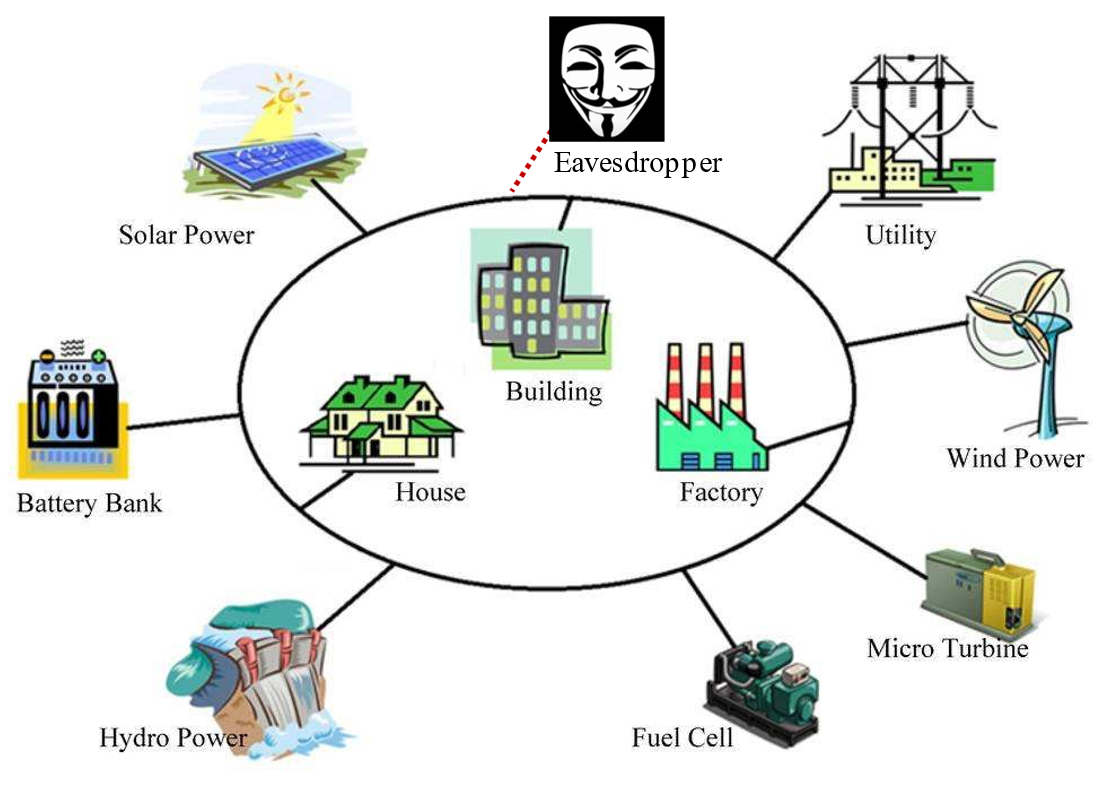 Eavesdropper
Solar Power
Utility
Building
Wind Power
Battery Bank
House
Factory
Micro Turbine
Hydro Power
Fuel Cell